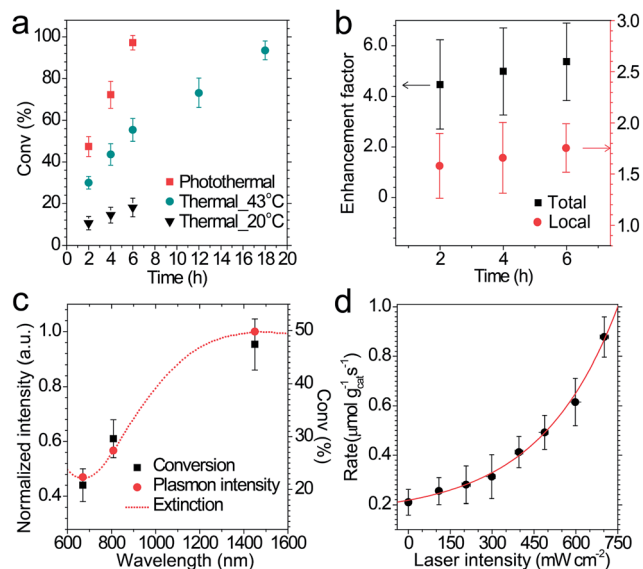 a
Conv (%)
100
80
60
40
20
0
Photothermal
Thermal_43°C
Thermal_20°C
0 2 4 6 8 10 12 14 16 18 20
Time (h)
b
Enhancement factor
6.0
4.0
2.0
0
3.0
2.5
2.0
1.5
1.0
Total
Local
2 4 6
Time (h)
c
Normalized intensity (a.u.)
1.0
0.8
0.6
0.4
50
40
30
20
Conv (%)
Conversion
Plasmon intensity
Extinction
600 800 1000 1200 1400 1600
Wavelength (nm)
d
Rate(μmol g⁻¹cat s⁻¹)
1.0
0.8
0.6
0.4
0.2
0 150 300 450 600 750
Laser intensity (mW cm⁻²)